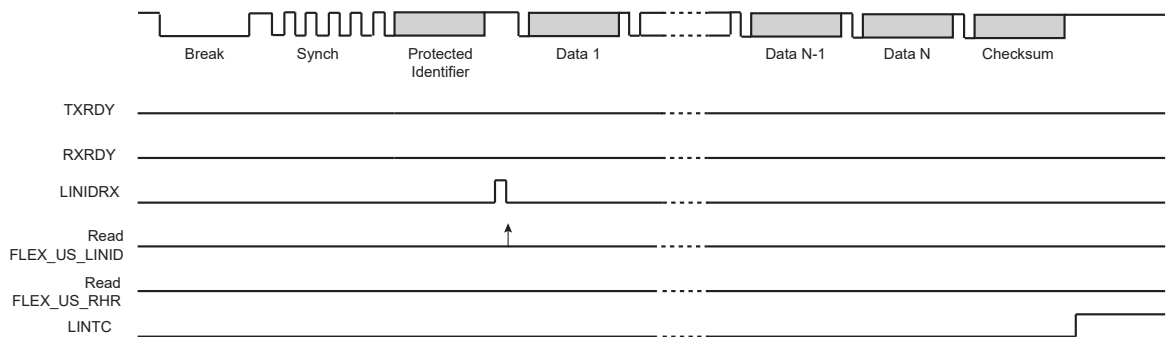 Break Synch Protected Data 1 Data N-1 Data N Checksum
Identifier
TXRDY
RXRDY
LINIDRX
Read
FLEX_US_LINID
Read
FLEX_US_RHR
LINTC